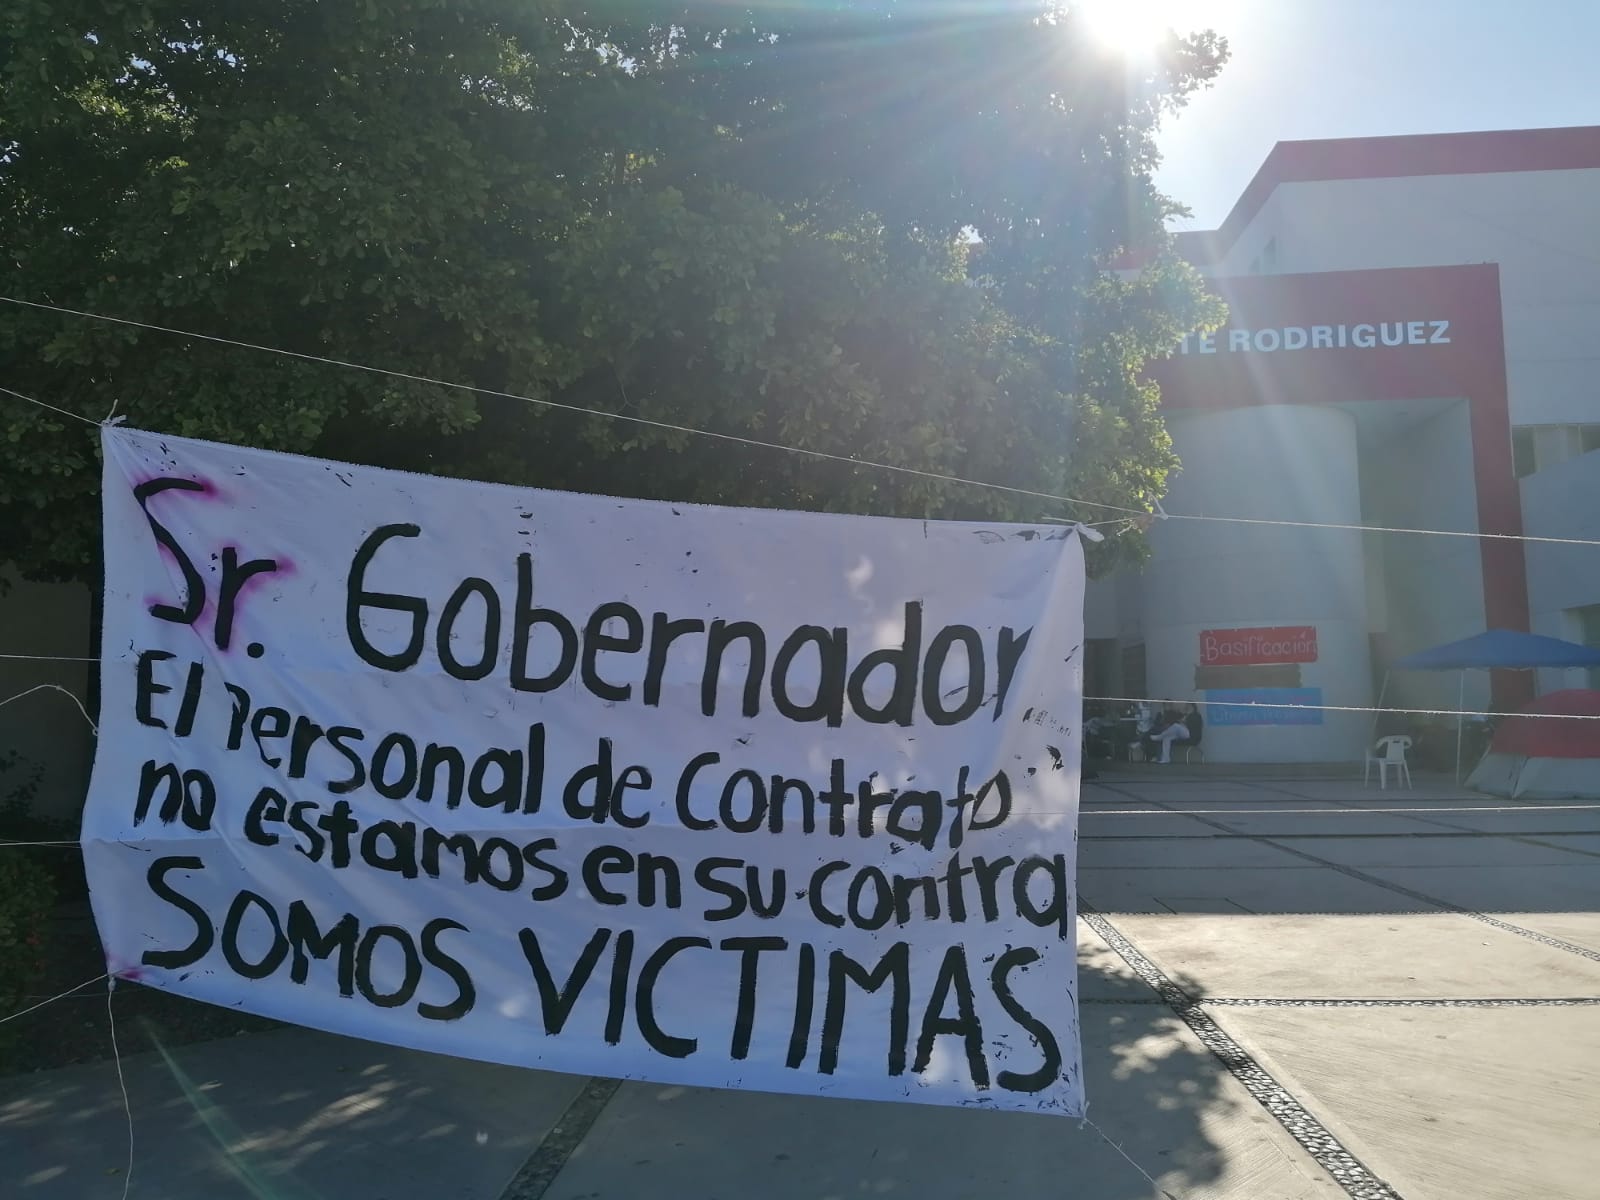 Sr. Gobernador
El Personal de Contrato
no estamos en su contra
SOMOS VICTIMAS
TE RODRIGUEZ
Basificación